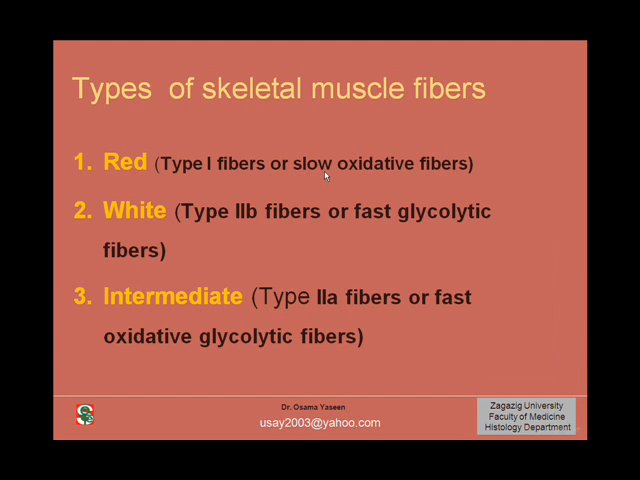 Types of skeletal muscle fibers
1. Red (Type I fibers or slow oxidative fibers)
2. White (Type IIb fibers or fast glycolytic
fibers)
3. Intermediate (Type IIa fibers or fast
oxidative glycolytic fibers)
Dr. Osama Yaseen
usay2003@yahoo.com
Zagazig University
Faculty of Medicine
Histology Department